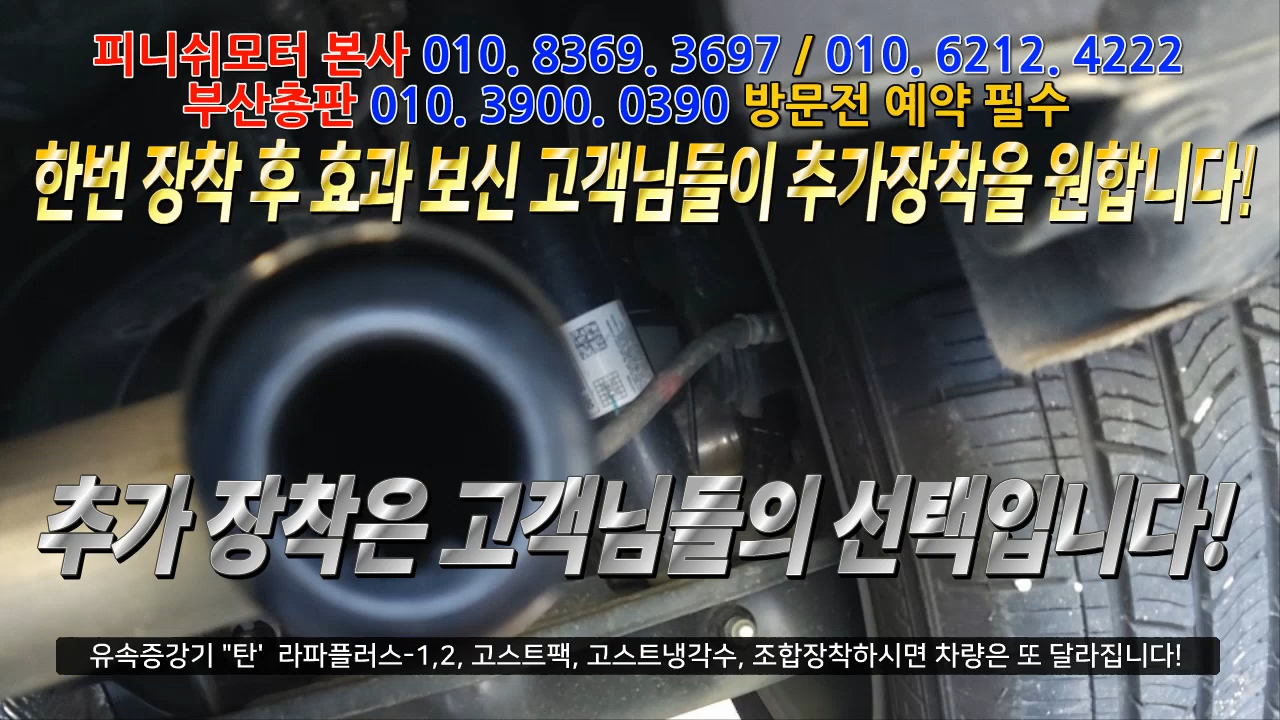 피니쉬모터 본사 010. 8369. 3697 / 010. 6212. 4222
부산총판 010. 3900. 0390 방문전 예약 필수
한번 장착 후 효과 보신 고객님들이 추가장착을 원합니다!
추가 장착은 고객님들의 선택입니다!
유속증강기 "탄' 라파플러스-1,2, 고스트팩, 고스트냉각수, 조합장착하시면 차량은 또 달라집니다!